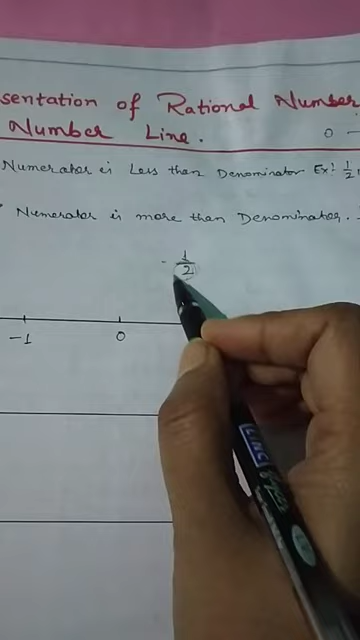 sentation of Rational Number
Number Line.
0 –
Numerator is Less than Denominator Ex: 1/2,
Numerator is more than Denominator.
- 1/2
-1 0
LINC